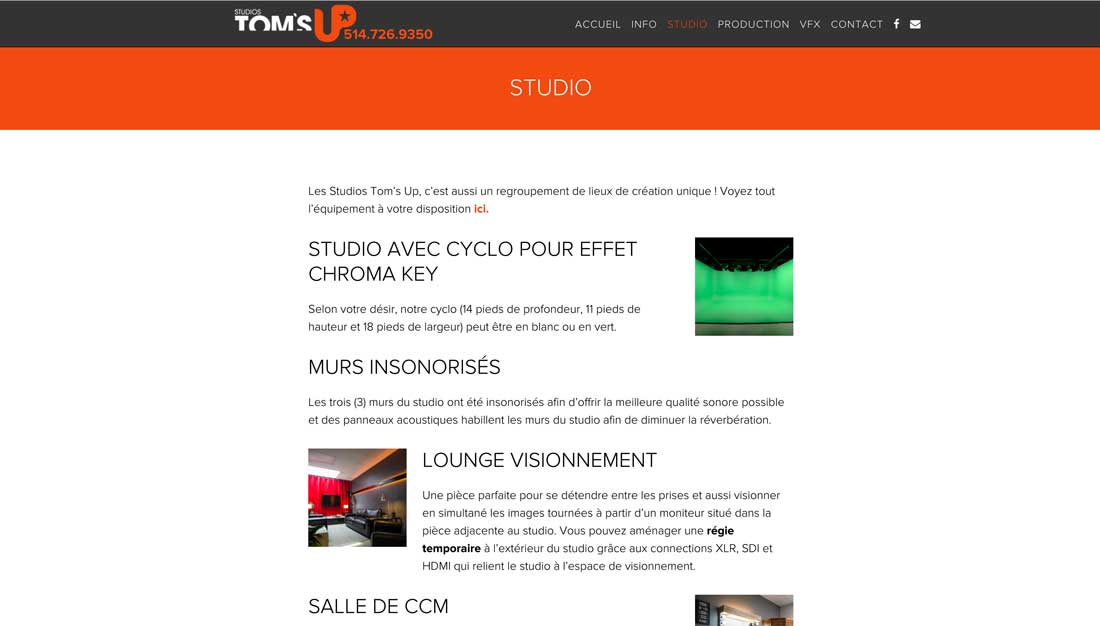 STUDIOS
TOM'S UP
514.726.9350
ACCUEIL INFO STUDIO PRODUCTION VFX CONTACT
STUDIO
Les Studios Tom's Up, c'est aussi un regroupement de lieux de création unique ! Voyez tout
l'équipement à votre disposition ici.
STUDIO AVEC CYCLO POUR EFFET
CHROMA KEY
Selon votre désir, notre cyclo (14 pieds de profondeur, 11 pieds de
hauteur et 18 pieds de largeur) peut être en blanc ou en vert.
MURS INSONORISÉS
Les trois (3) murs du studio ont été insonorisés afin d'offrir la meilleure qualité sonore possible
et des panneaux acoustiques habillent les murs du studio afin de diminuer la réverbération.
LOUNGE VISIONNEMENT
Une pièce parfaite pour se détendre entre les prises et aussi visionner
en simultané les images tournées à partir d'un moniteur situé dans la
pièce adjacente au studio. Vous pouvez aménager une régie
temporaire à l'extérieur du studio grâce aux connections XLR, SDI et
HDMI qui relient le studio à l'espace de visionnement.
SALLE DE CCM